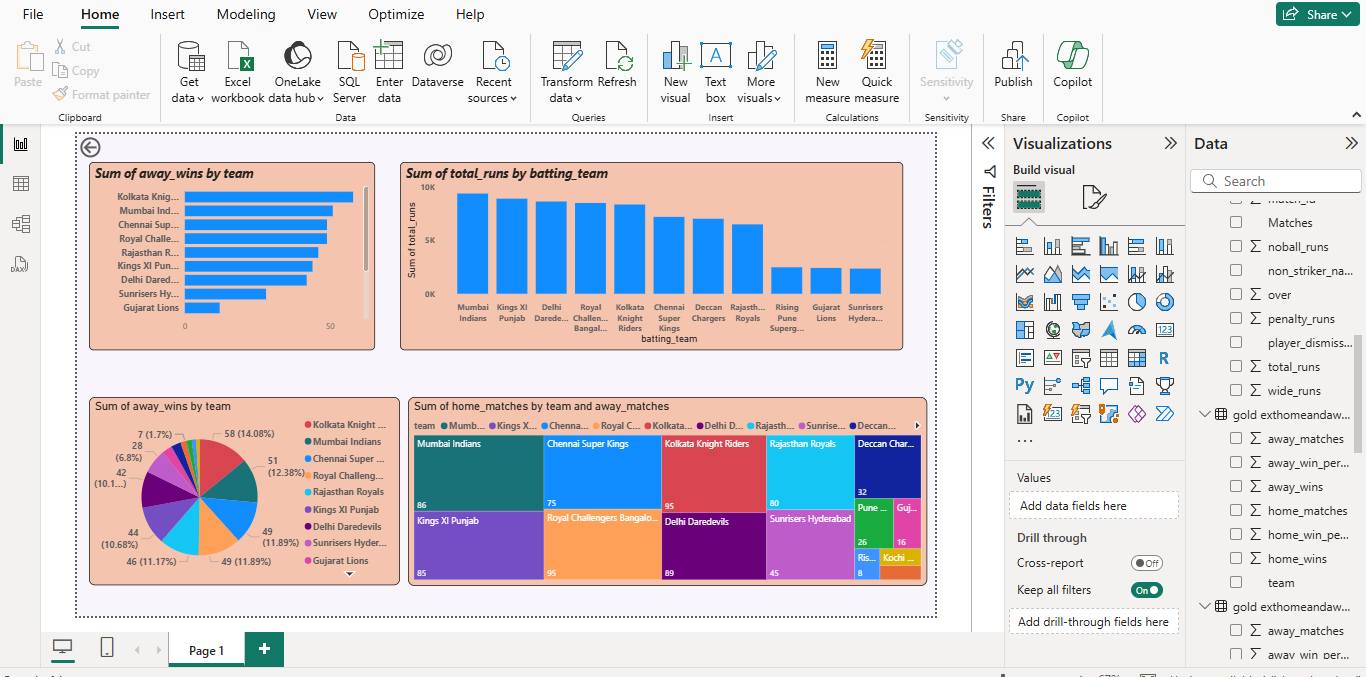 File Home Insert Modeling View Optimize Help Share
Paste
Cut
Copy
Format painter
Clipboard
Get data
Excel workbook
OneLake data hub
SQL Server
Enter data
Dataverse
Recent sources
Data
Transform data
Refresh
Queries
New visual
Text box
More visuals
Insert
New measure
Quick measure
Calculations
Sensitivity
Sensitivity
Publish
Share
Copilot
Copilot
Sum of away_wins by team
Kolkata Knig...
Mumbai Ind...
Chennai Sup...
Royal Challe...
Rajasthan R...
Kings XI Pun...
Delhi Dared...
Sunrisers Hy...
Gujarat Lions
0 50
Sum of total_runs by batting_team
Sum of total_runs
10K
5K
0K
Mumbai Indians
Kings XI Punjab
Delhi Darede...
Royal Challen... Bangal...
Kolkata Knight Riders
Chennai Super Kings
Deccan Chargers
Rajasth... Royals
Rising Pune Superg...
Gujarat Lions
Sunrisers Hydera...
batting_team
Sum of away_wins by team
58 (14.08%)
51 (12.38%)
49 (11.89%)
49 (11.89%)
46 (11.17%)
44 (10.68%)
42 (10.1...)
28 (6.8%)
7 (1.7%)
Kolkata Knight ...
Mumbai Indians
Chennai Super ...
Royal Challeng...
Rajasthan Royals
Kings XI Punjab
Delhi Daredevils
Sunrisers Hyder...
Gujarat Lions
Sum of home_matches by team and away_matches
team Mumb... Kings X... Chenna... Royal C... Kolkata... Delhi D... Rajasth... Sunrise... Deccan...
Mumbai Indians
86
Kings XI Punjab
85
Chennai Super Kings
75
Royal Challengers Bangalo...
95
Kolkata Knight Riders
95
Delhi Daredevils
89
Rajasthan Royals
80
Sunrisers Hyderabad
45
Deccan Char...
32
Pune ...
26
Guj...
16
Ris...
8
Kochi ...
Page 1
Filters
Visualizations
Build visual
Values
Add data fields here
Drill through
Cross-report Off
Keep all filters On
Add drill-through fields here
Data
Search
Matches
noball_runs
non_striker_na...
over
penalty_runs
player_dismiss...
total_runs
wide_runs
gold exthomeandaw...
away_matches
away_win_per...
away_wins
home_matches
home_win_pe...
home_wins
team
gold exthomeandaw...
away_matches
away_win_per...